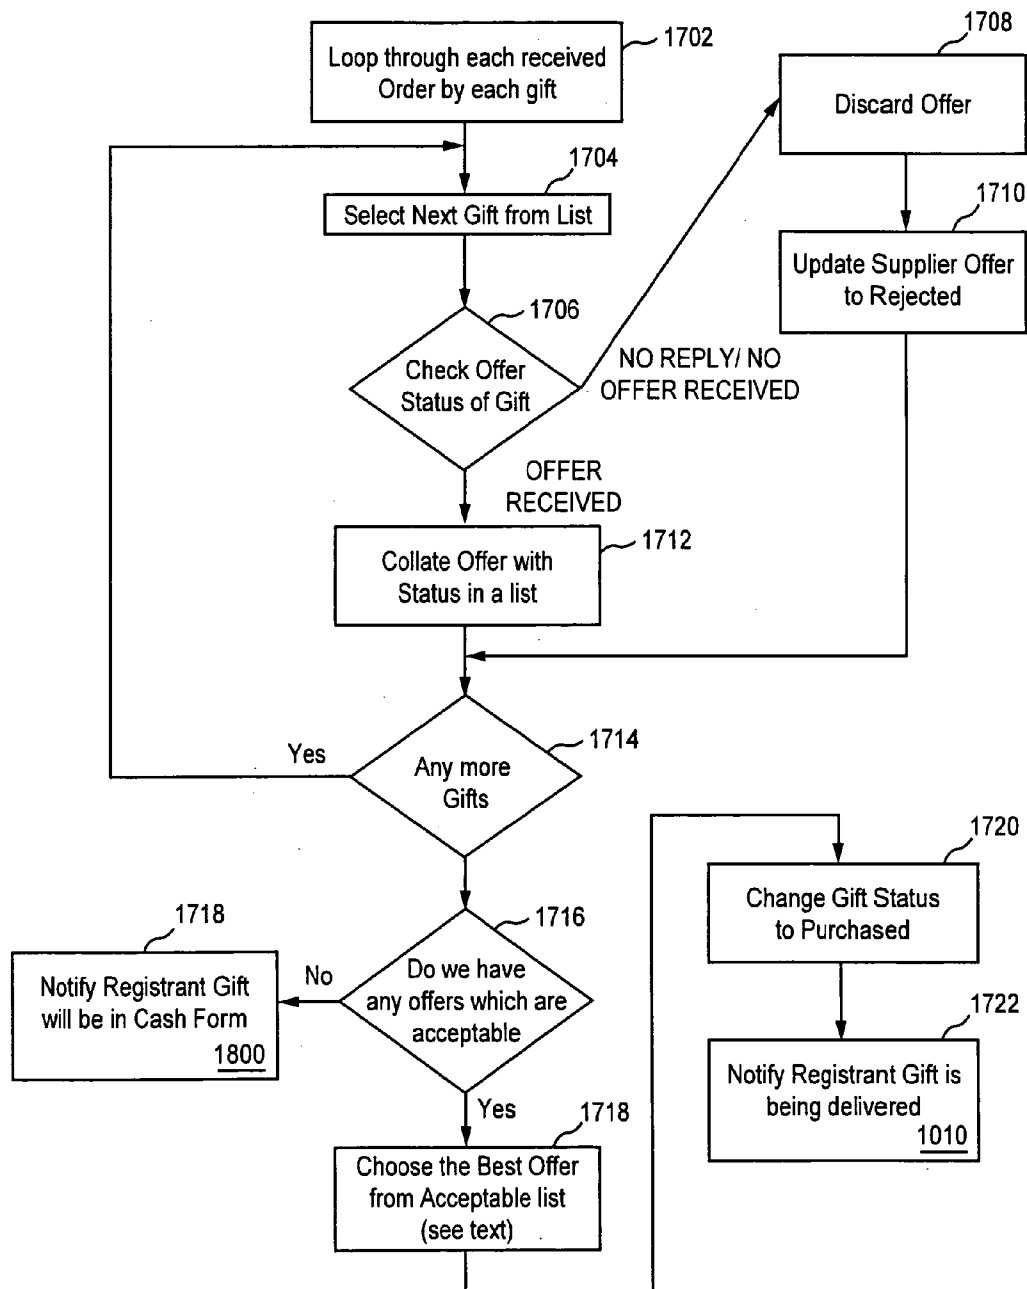 1702
Loop through each received
Order by each gift
1704
Select Next Gift from List
1706
Check Offer
Status of Gift
NO REPLY/ NO
OFFER RECEIVED
1708
Discard Offer
1710
Update Supplier Offer
to Rejected
OFFER
RECEIVED
1712
Collate Offer with
Status in a list
1714
Any more
Gifts
Yes
1716
Do we have
any offers which are
acceptable
No
1718
Notify Registrant Gift
will be in Cash Form
1800
Yes
1718
Choose the Best Offer
from Acceptable list
(see text)
1720
Change Gift Status
to Purchased
1722
Notify Registrant Gift is
being delivered
1010